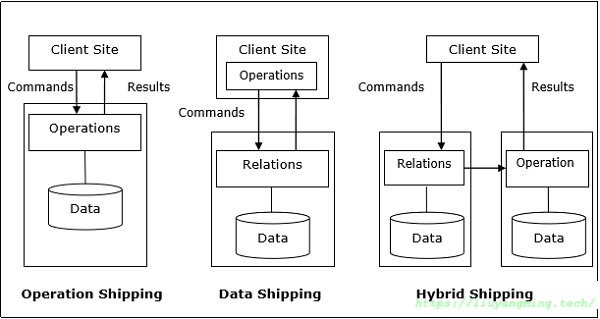 Client Site
Commands
Results
Operations
Data
Operation Shipping
Client Site
Operations
Commands
Relations
Data
Data Shipping
Client Site
Commands
Results
Relations
Operation
Data
Data
Hybrid Shipping
https://liuyangming.tech/